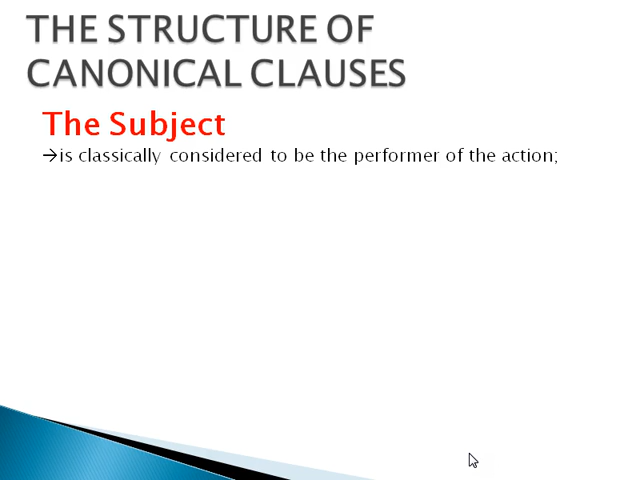 THE STRUCTURE OF
CANONICAL CLAUSES
The Subject
→is classically considered to be the performer of the action;